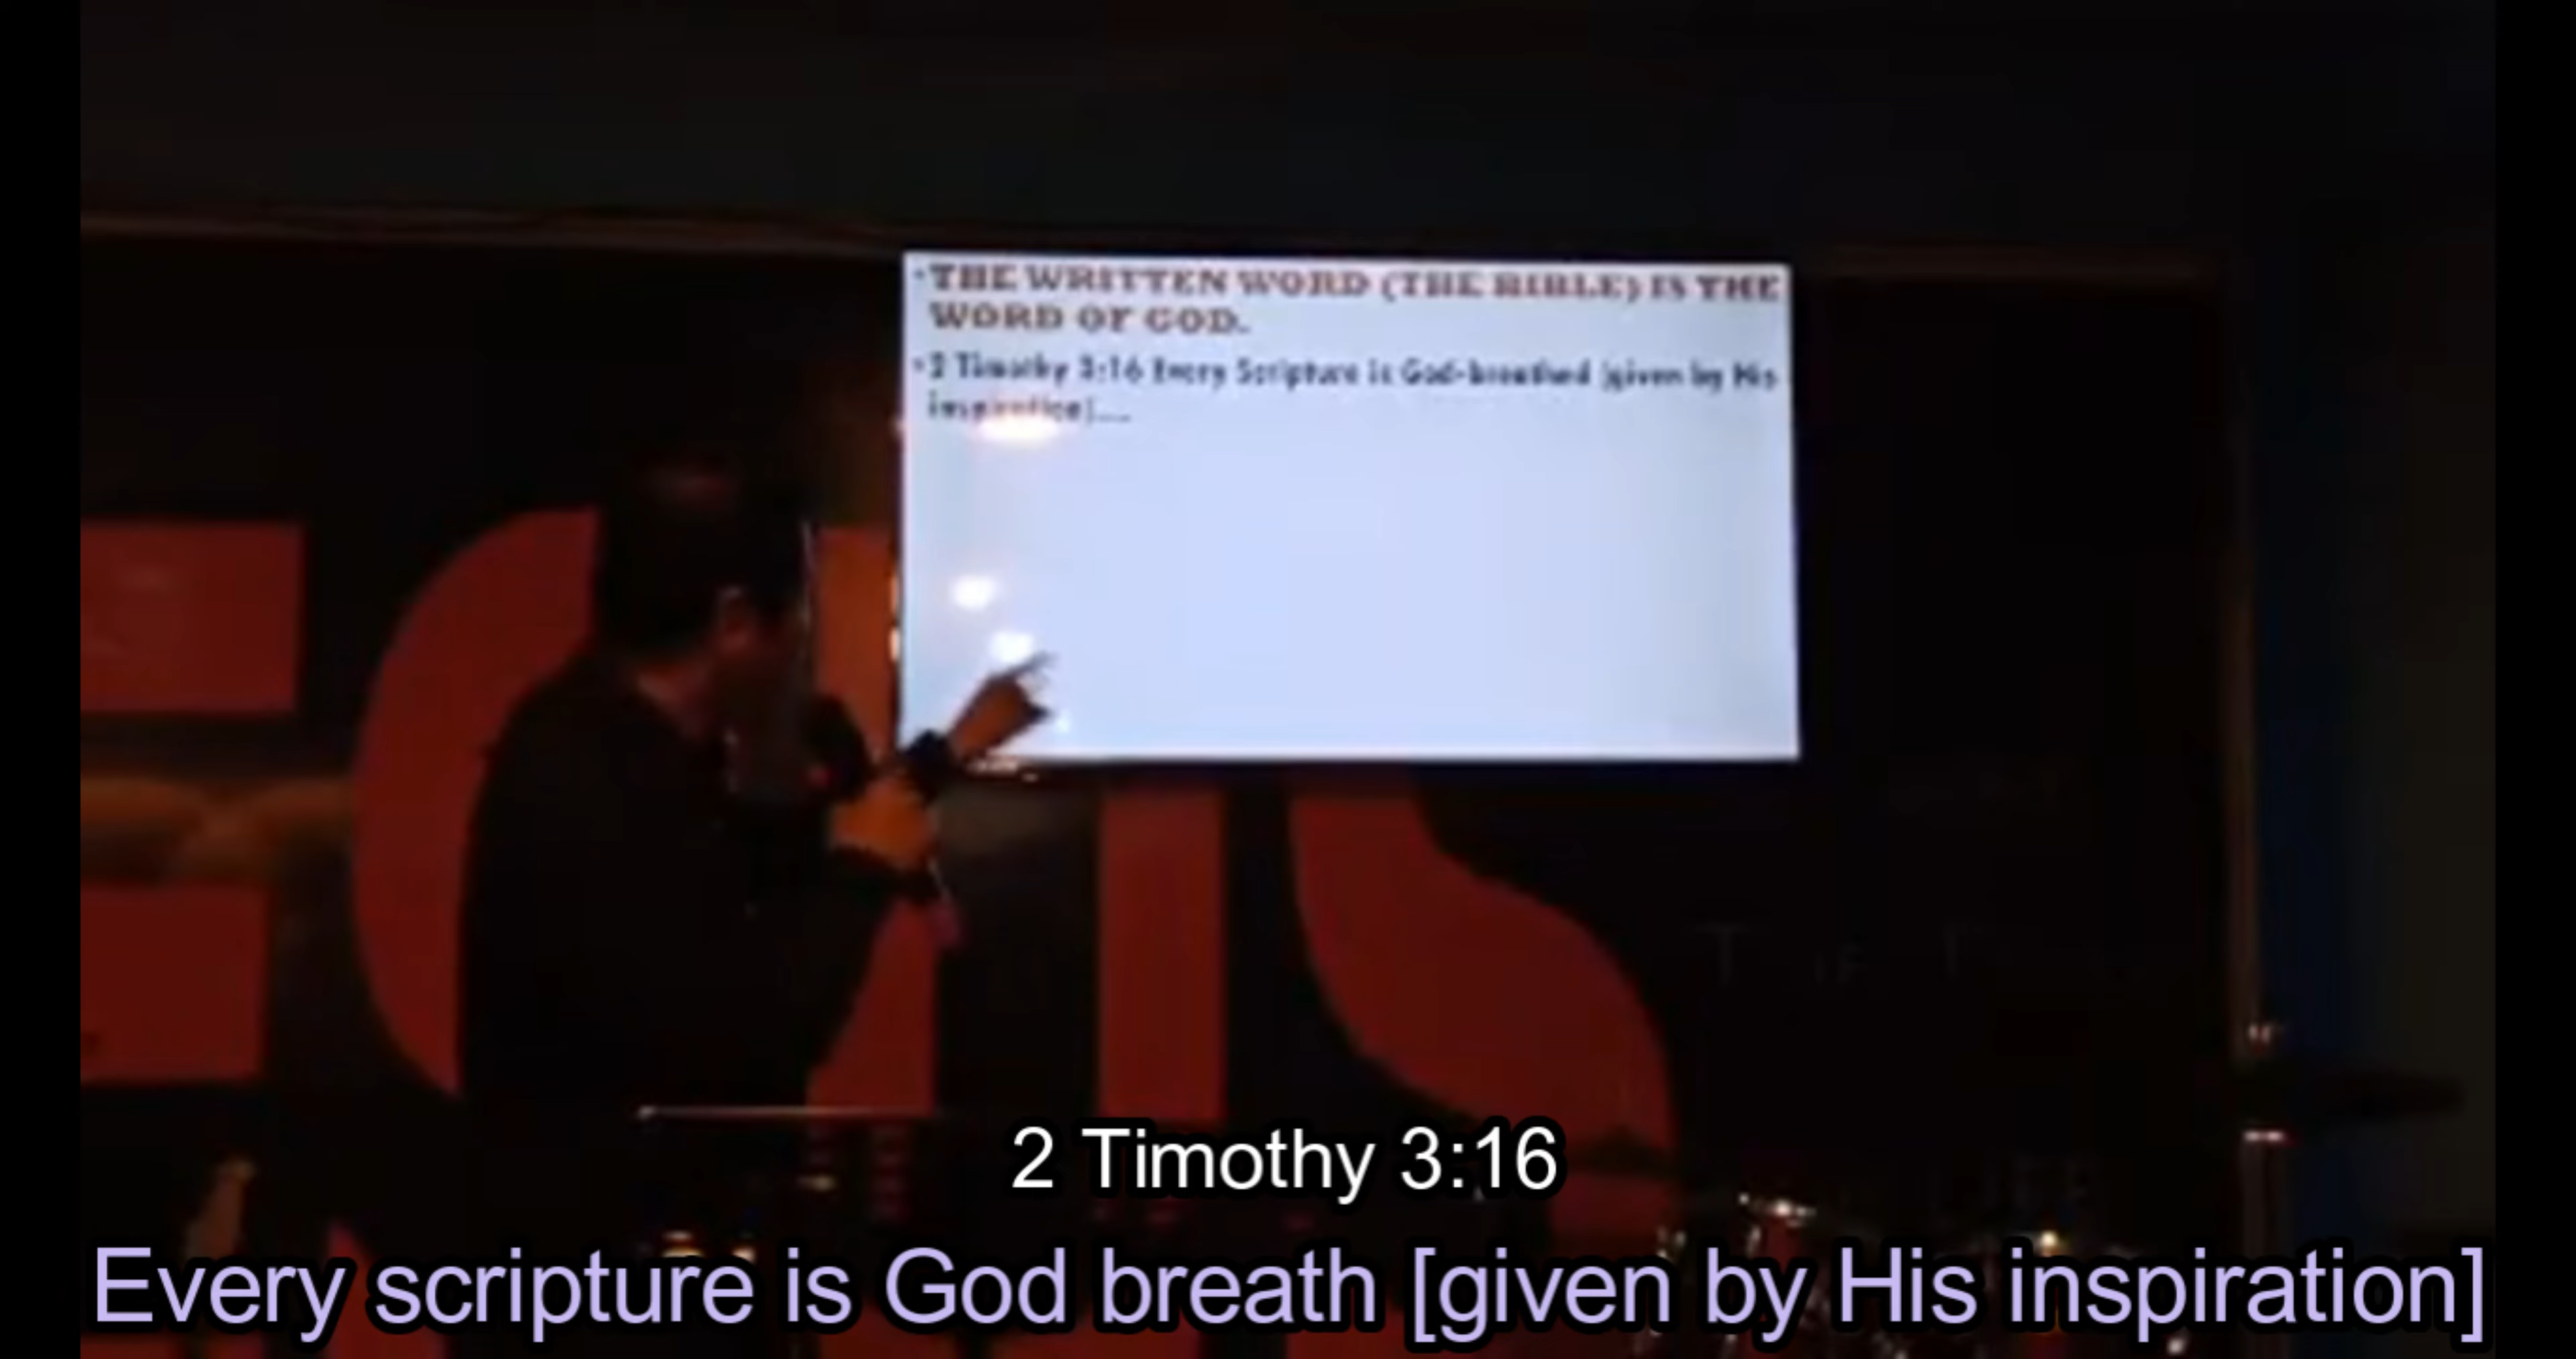 •THE WRITTEN WORD (THE BIBLE) IS THE
WORD OF GOD.
•2 Timothy 3:16 Every Scripture is God-breathed (given by His
inspiration)....
2 Timothy 3:16
Every scripture is God breath [given by His inspiration]